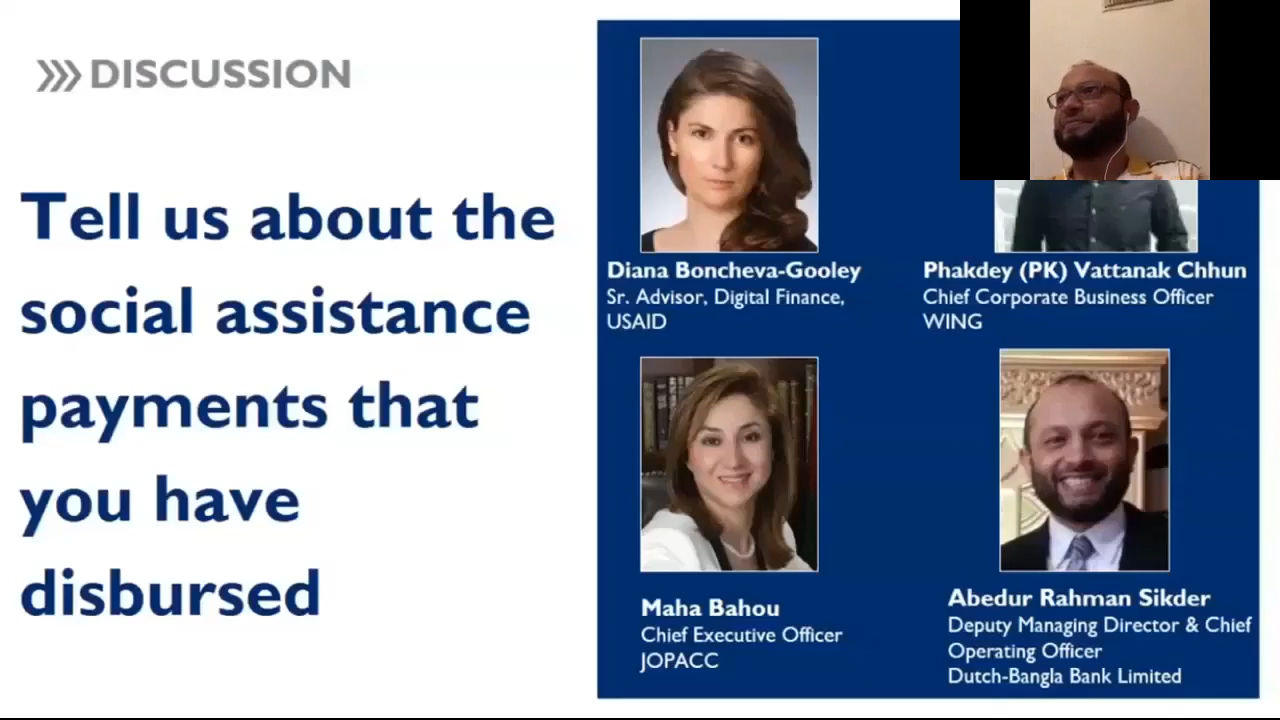 DISCUSSION
Tell us about the
social assistance
payments that
you have
disbursed
Diana Boncheva-Gooley
Sr. Advisor, Digital Finance,
USAID
Phakdey (PK) Vattanak Chhun
Chief Corporate Business Officer
WING
Maha Bahou
Chief Executive Officer
JOPACC
Abedur Rahman Sikder
Deputy Managing Director & Chief
Operating Officer
Dutch-Bangla Bank Limited